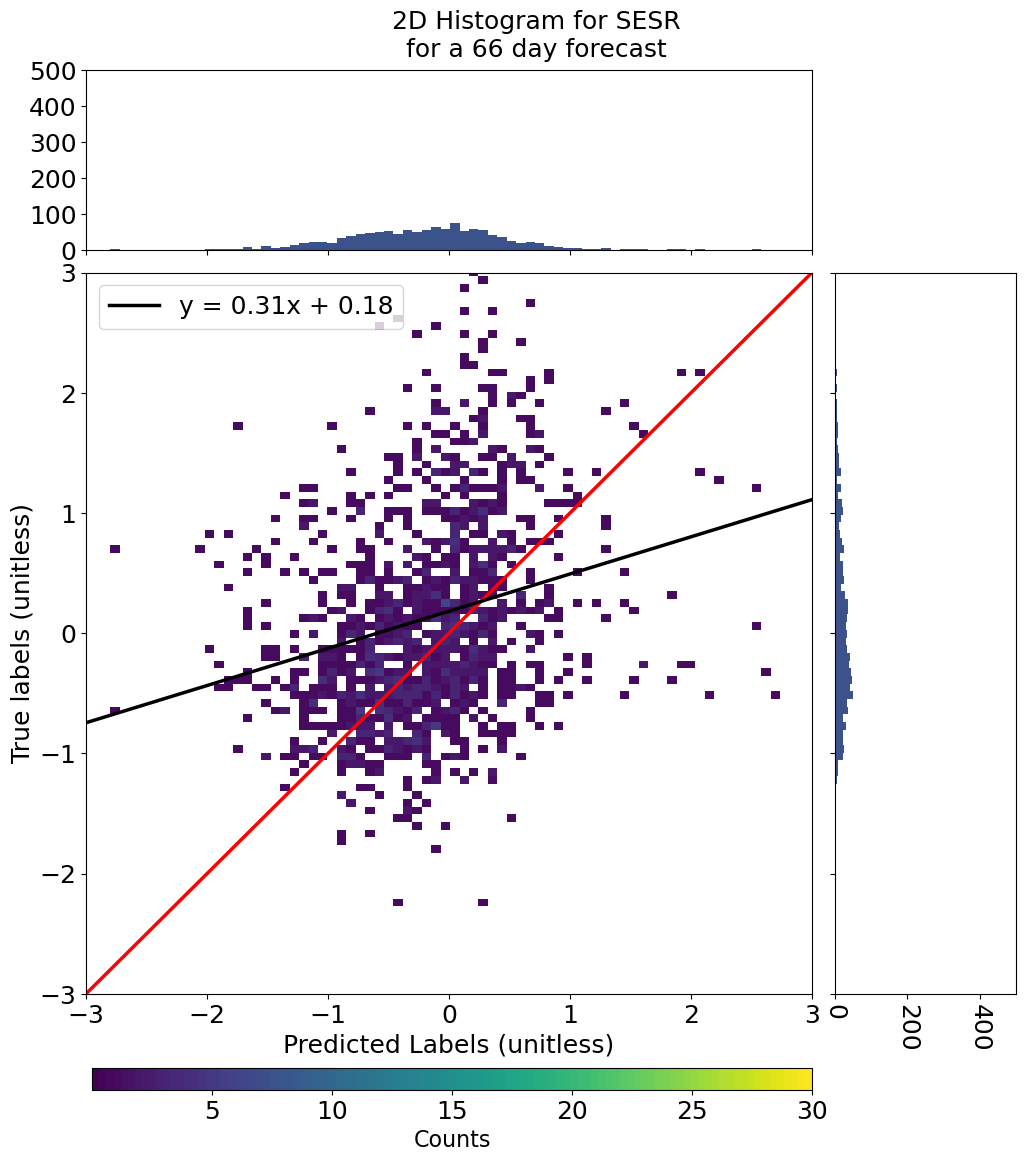 2D Histogram for SESR
for a 66 day forecast
500
400
300
200
100
0
y = 0.31x + 0.18
3
2
1
0
−1
−2
−3
True labels (unitless)
−3 −2 −1 0 1 2 3
Predicted Labels (unitless)
0 200 400
5 10 15 20 25 30
Counts